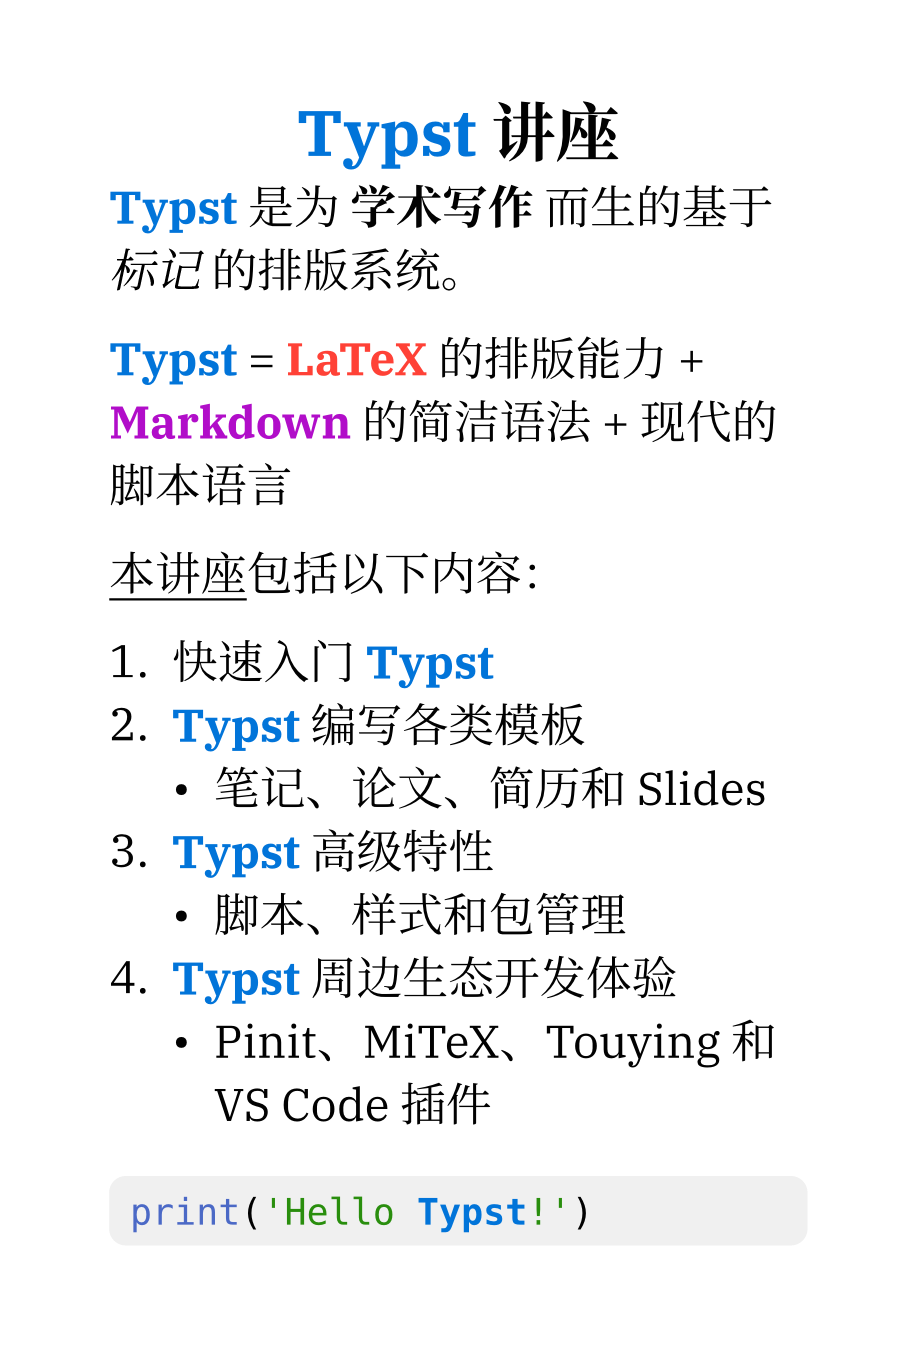 Typst 讲座
Typst 是为 学术写作 而生的基于
标记 的排版系统。
Typst = LaTeX 的排版能力 +
Markdown 的简洁语法 + 现代的
脚本语言
本讲座包括以下内容：
1. 快速入门 Typst
2. Typst 编写各类模板
• 笔记、论文、简历和 Slides
3. Typst 高级特性
• 脚本、样式和包管理
4. Typst 周边生态开发体验
• Pinit、MiTeX、Touying 和
VS Code 插件
print('Hello Typst!')